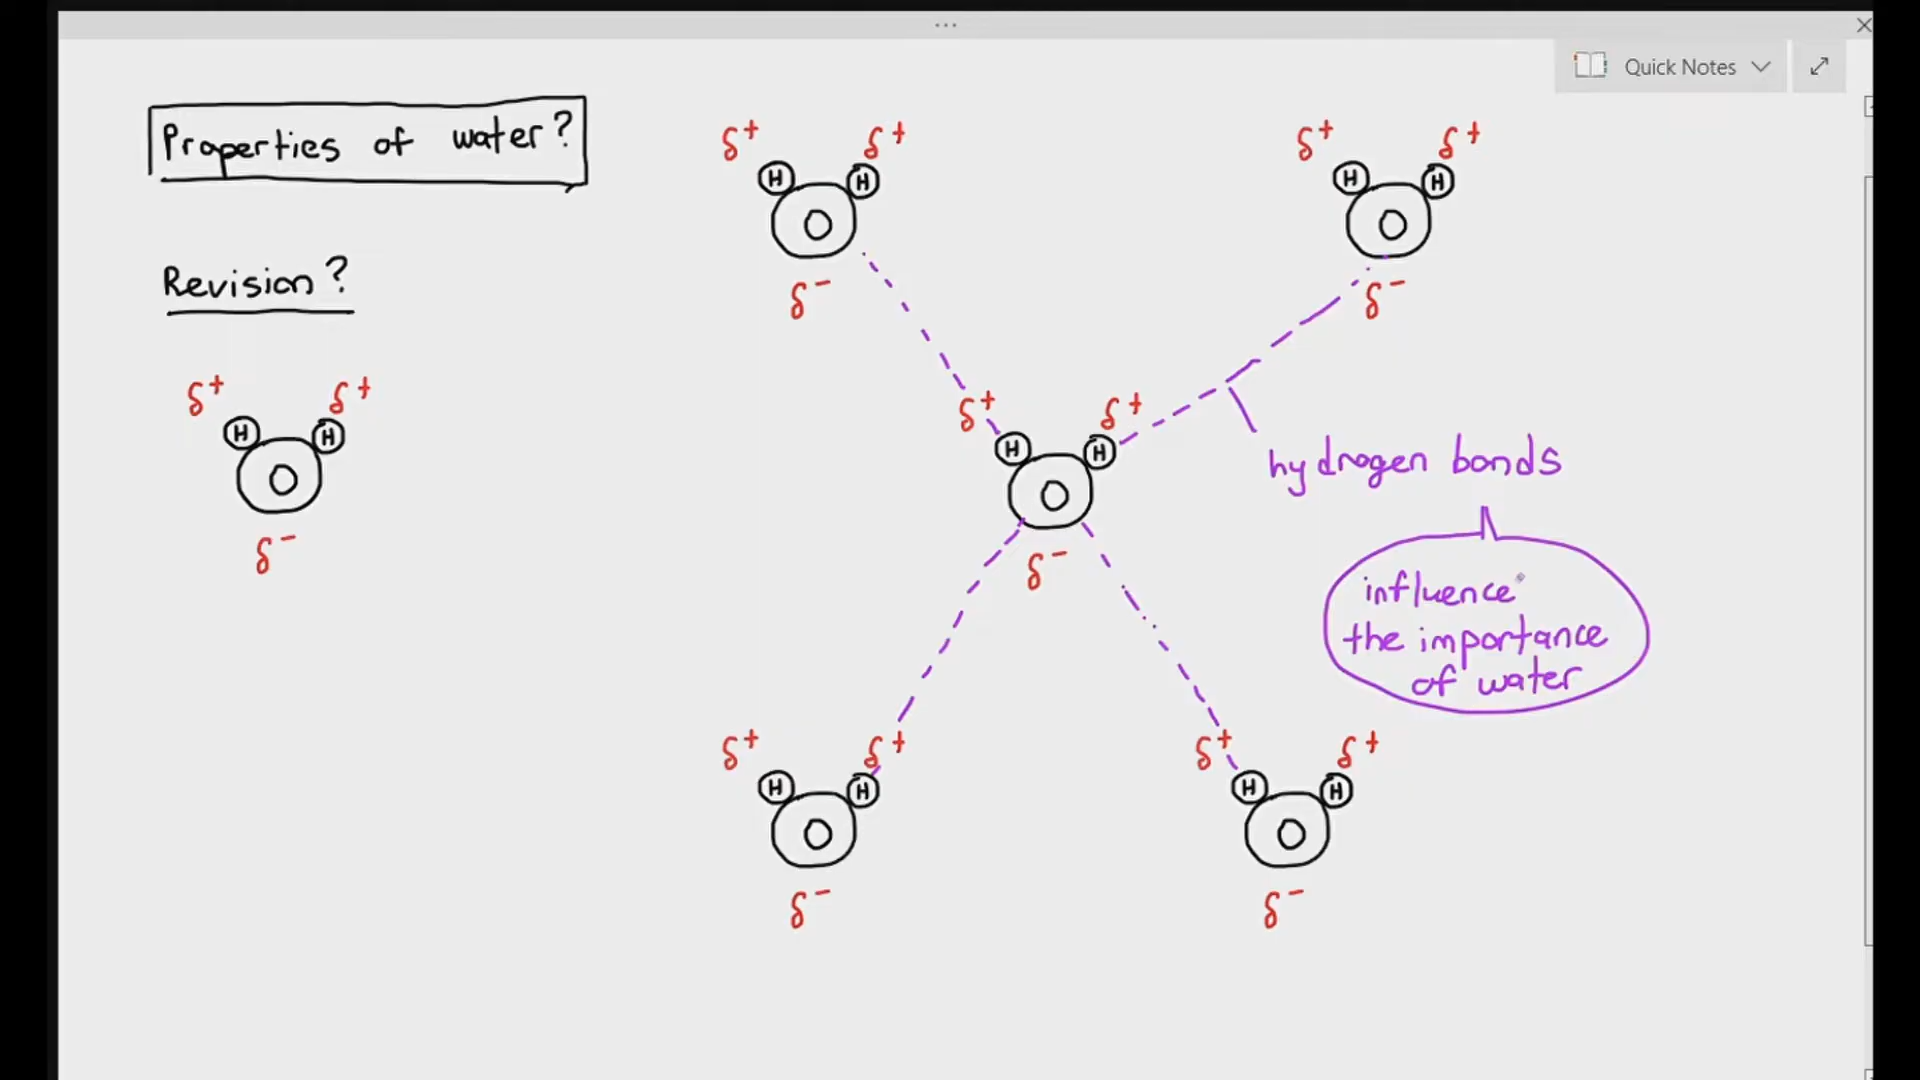 Quick Notes
Properties of water?
Revision?
δ+ δ+
H H
O
δ−
δ+ δ+
H H
O
δ−
δ+ δ+
H H
O
δ−
δ+ δ+
H H
O
δ−
hydrogen bonds
influence
the importance
of water
δ+ δ+
H H
O
δ−
δ+ δ+
H H
O
δ−